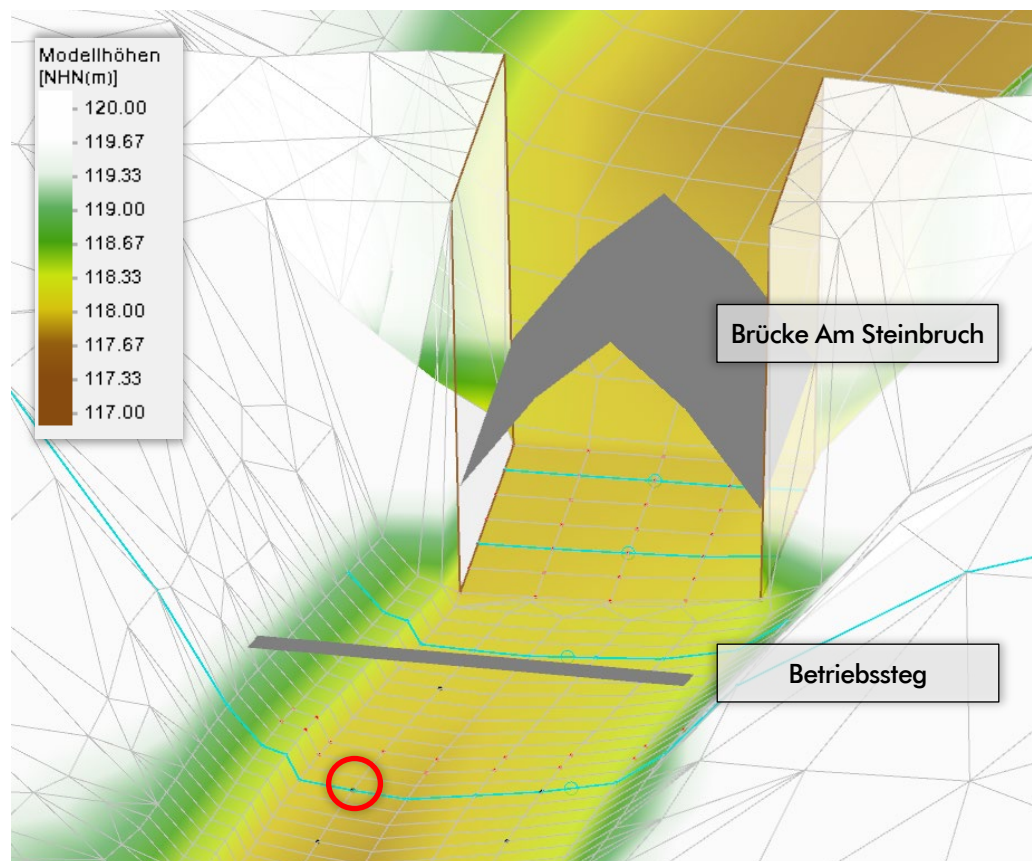 Modellhöhen
[NHN(m)]
120.00
119.67
119.33
119.00
118.67
118.33
118.00
117.67
117.33
117.00
Brücke Am Steinbruch
Betriebssteg